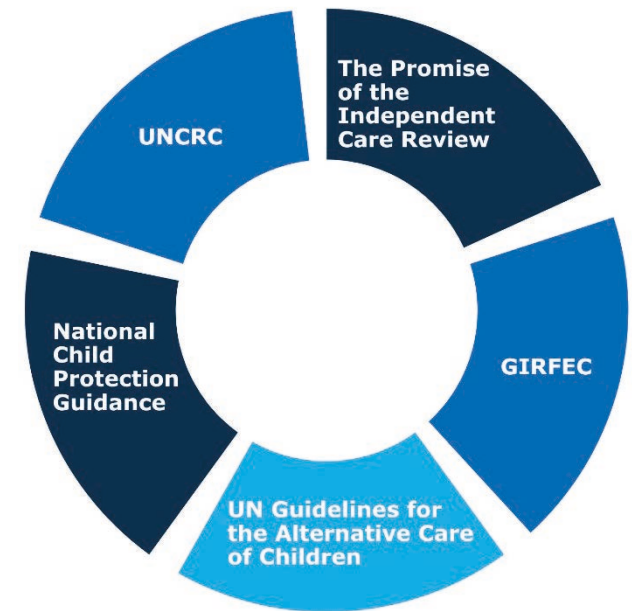 The Promise
of the
Independent
Care Review
GIRFEC
UN Guidelines for
the Alternative Care
of Children
National
Child
Protection
Guidance
UNCRC